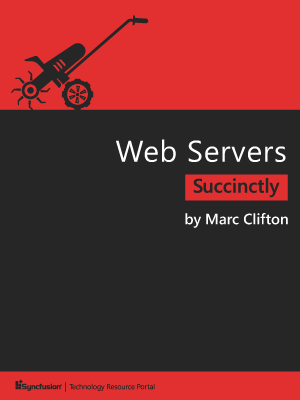 Web Servers
Succinctly
by Marc Clifton
Syncfusion® | Technology Resource Portal